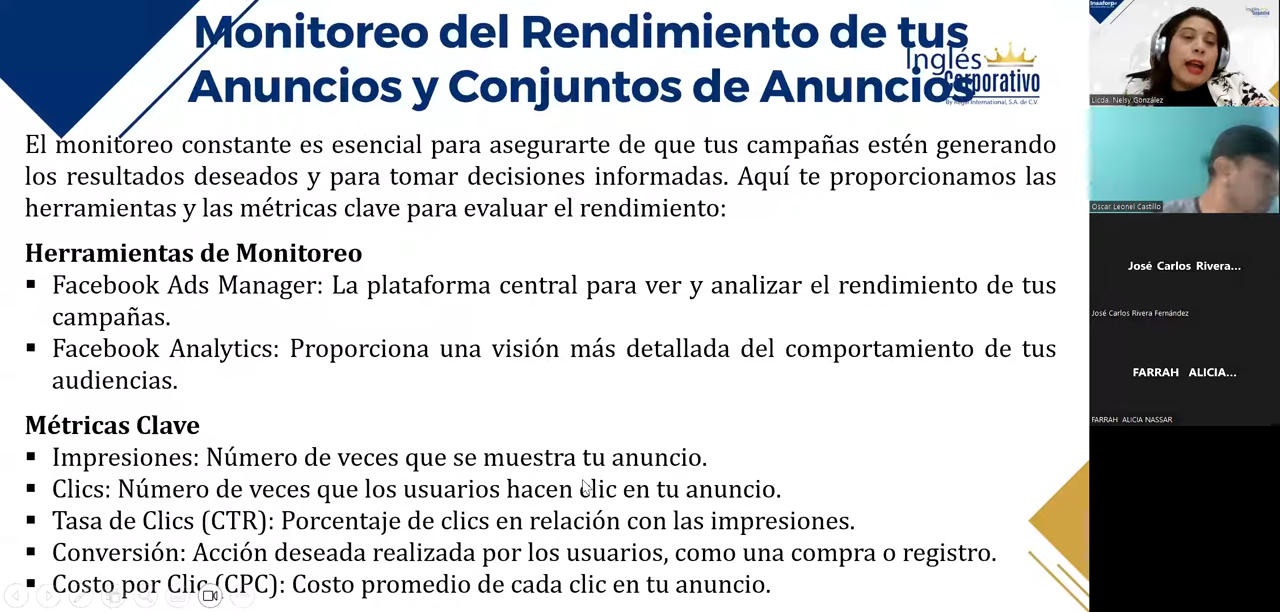 Monitoreo del Rendimiento de tus
Anuncios y Conjuntos de Anuncios
Inglés
Corporativo
By Regal International, S.A. de C.V.
El monitoreo constante es esencial para asegurarte de que tus campañas estén generando
los resultados deseados y para tomar decisiones informadas. Aquí te proporcionamos las
herramientas y las métricas clave para evaluar el rendimiento:
Herramientas de Monitoreo
▪ Facebook Ads Manager: La plataforma central para ver y analizar el rendimiento de tus
campañas.
▪ Facebook Analytics: Proporciona una visión más detallada del comportamiento de tus
audiencias.
Métricas Clave
▪ Impresiones: Número de veces que se muestra tu anuncio.
▪ Clics: Número de veces que los usuarios hacen clic en tu anuncio.
▪ Tasa de Clics (CTR): Porcentaje de clics en relación con las impresiones.
▪ Conversión: Acción deseada realizada por los usuarios, como una compra o registro.
▪ Costo por Clic (CPC): Costo promedio de cada clic en tu anuncio.
Insaforp
Licda. Nelsy González
Oscar Leonel Castillo
José Carlos Rivera...
José Carlos Rivera Fernández
FARRAH ALICIA...
FARRAH ALICIA NASSAR